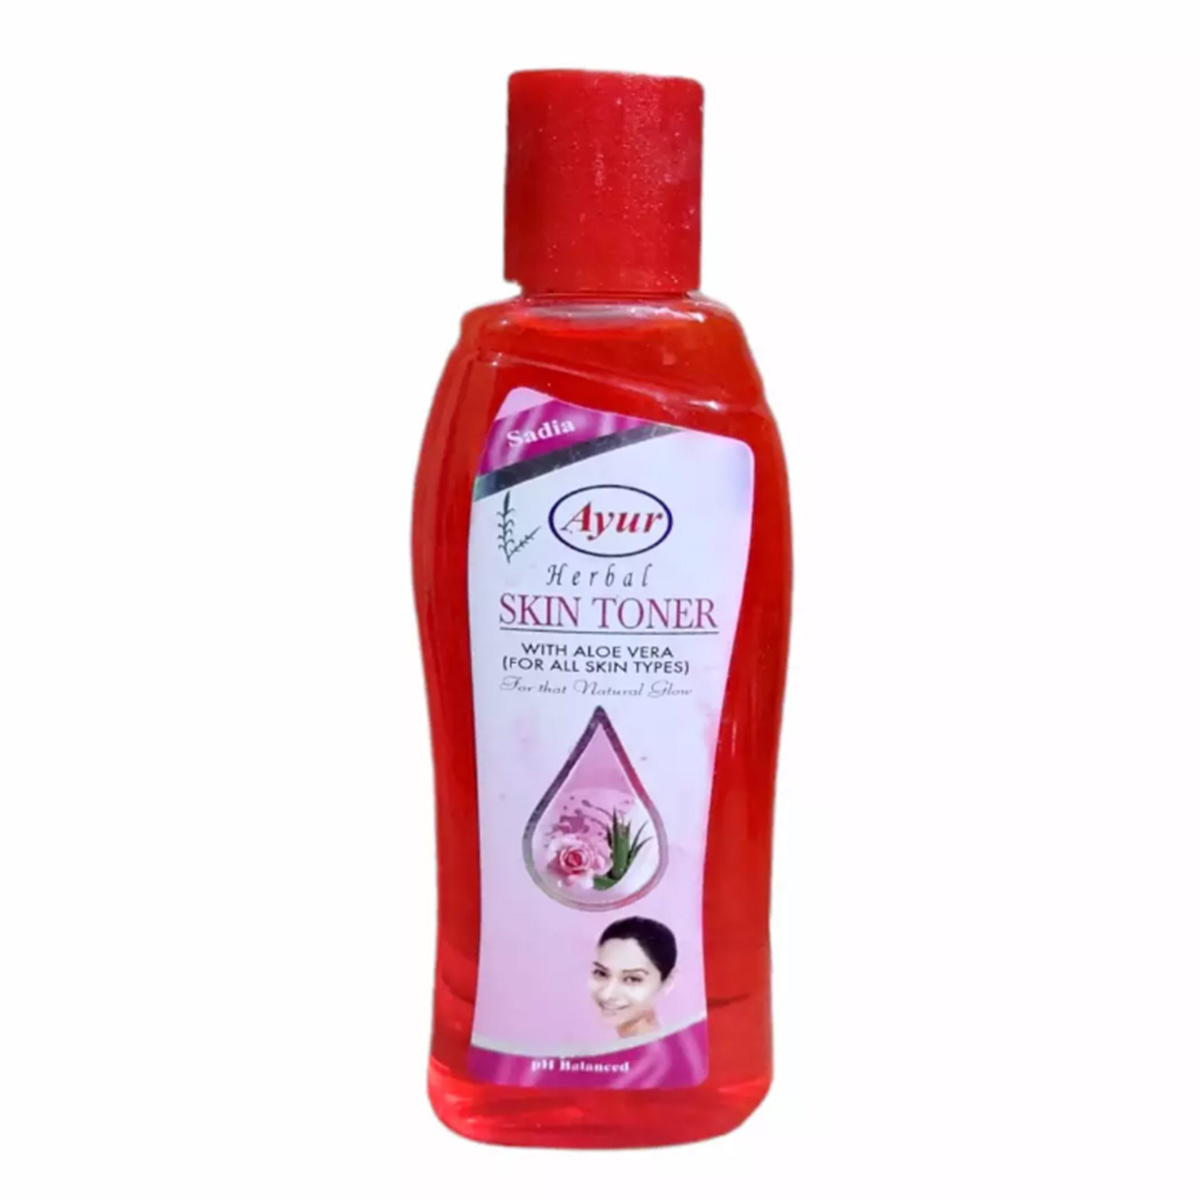 Sadia
Ayur
Herbal
SKIN TONER
WITH ALOE VERA
(FOR ALL SKIN TYPES)
For that Natural Glow
pH Balanced